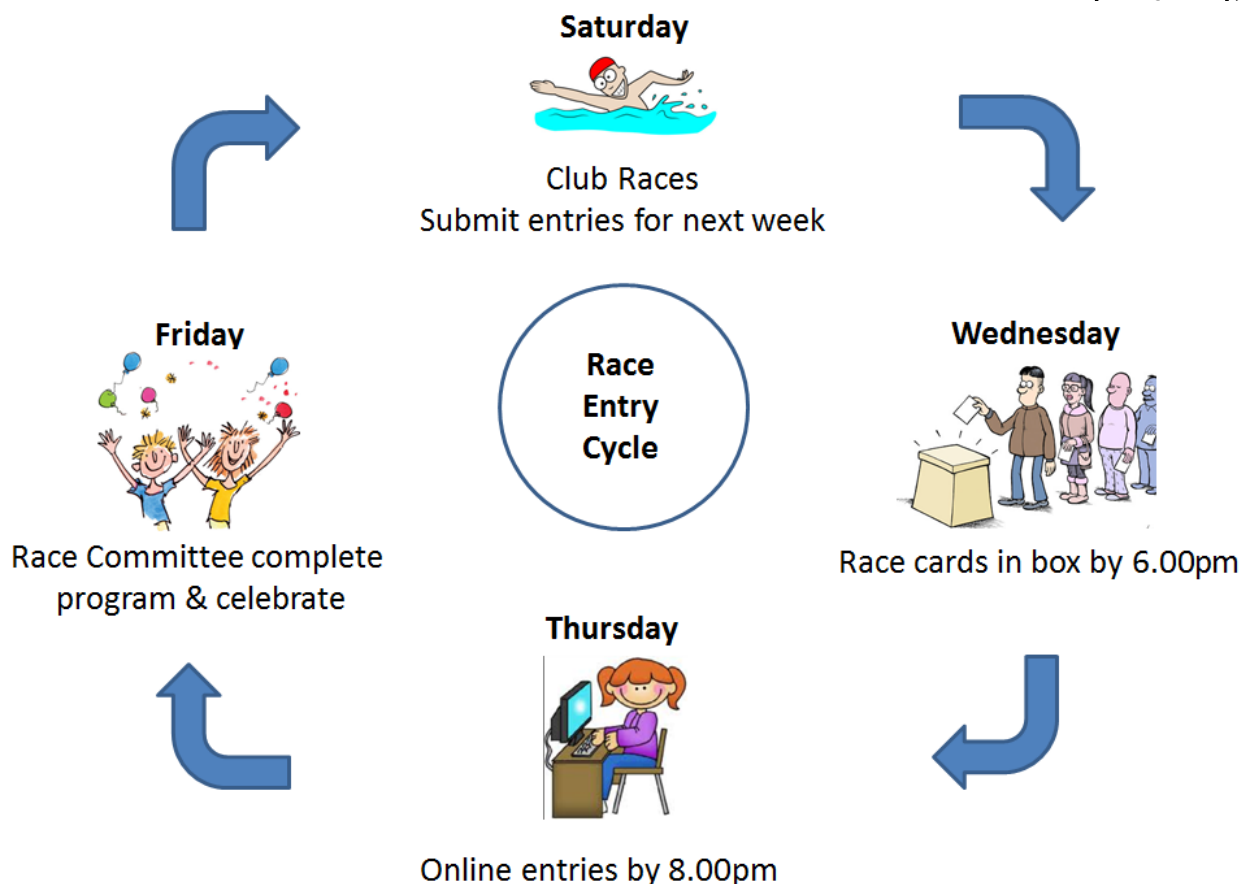 Saturday
Club Races
Submit entries for next week
Friday
Race
Entry
Cycle
Wednesday
Race Committee complete
program & celebrate
Race cards in box by 6.00pm
Thursday
Online entries by 8.00pm